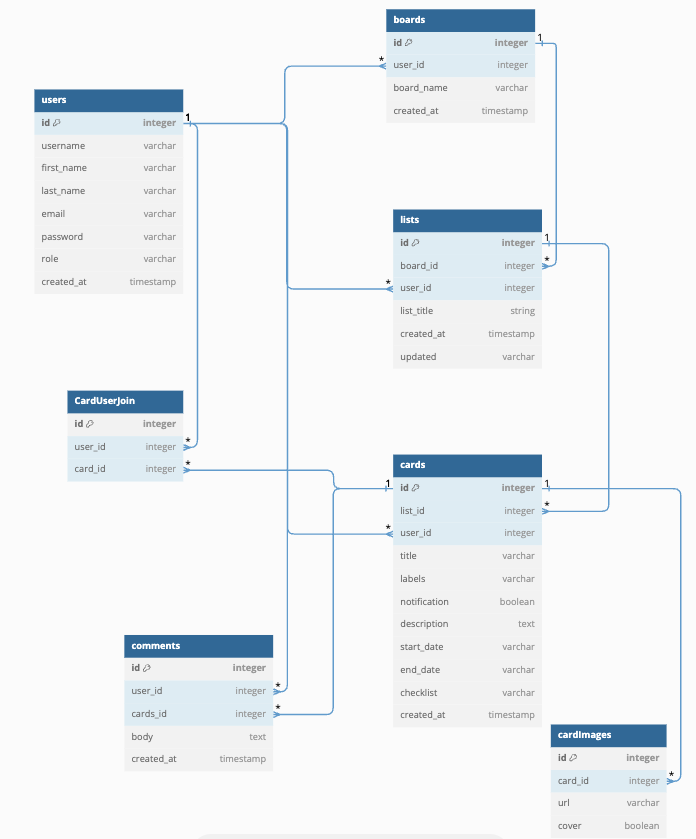 boards
id integer
user_id integer
board_name varchar
created_at timestamp
1
*
users
id integer
username varchar
first_name varchar
last_name varchar
email varchar
password varchar
role varchar
created_at timestamp
1
lists
id integer
board_id integer
user_id integer
list_title string
created_at timestamp
updated varchar
1
*
*
CardUserJoin
id integer
user_id integer
card_id integer
*
*
cards
id integer
list_id integer
user_id integer
title varchar
labels varchar
notification boolean
description text
start_date varchar
end_date varchar
checklist varchar
created_at timestamp
1
1
*
*
comments
id integer
user_id integer
cards_id integer
body text
created_at timestamp
*
*
cardImages
id integer
card_id integer
url varchar
cover boolean
*